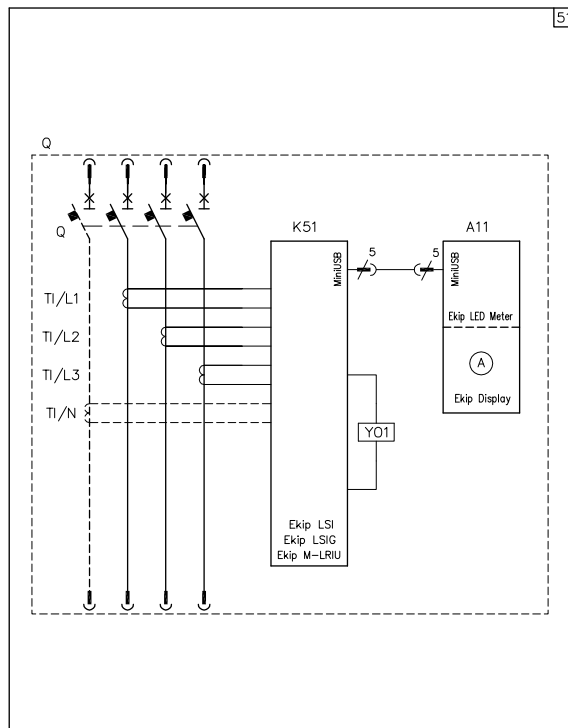 51
Q
Q
K51
A11
MiniUSB
5
5
MiniUSB
TI/L1
TI/L2
TI/L3
TI/N
Ekip LED Meter
A
Ekip Display
Y01
Ekip LSI
Ekip LSIG
Ekip M-LRIU